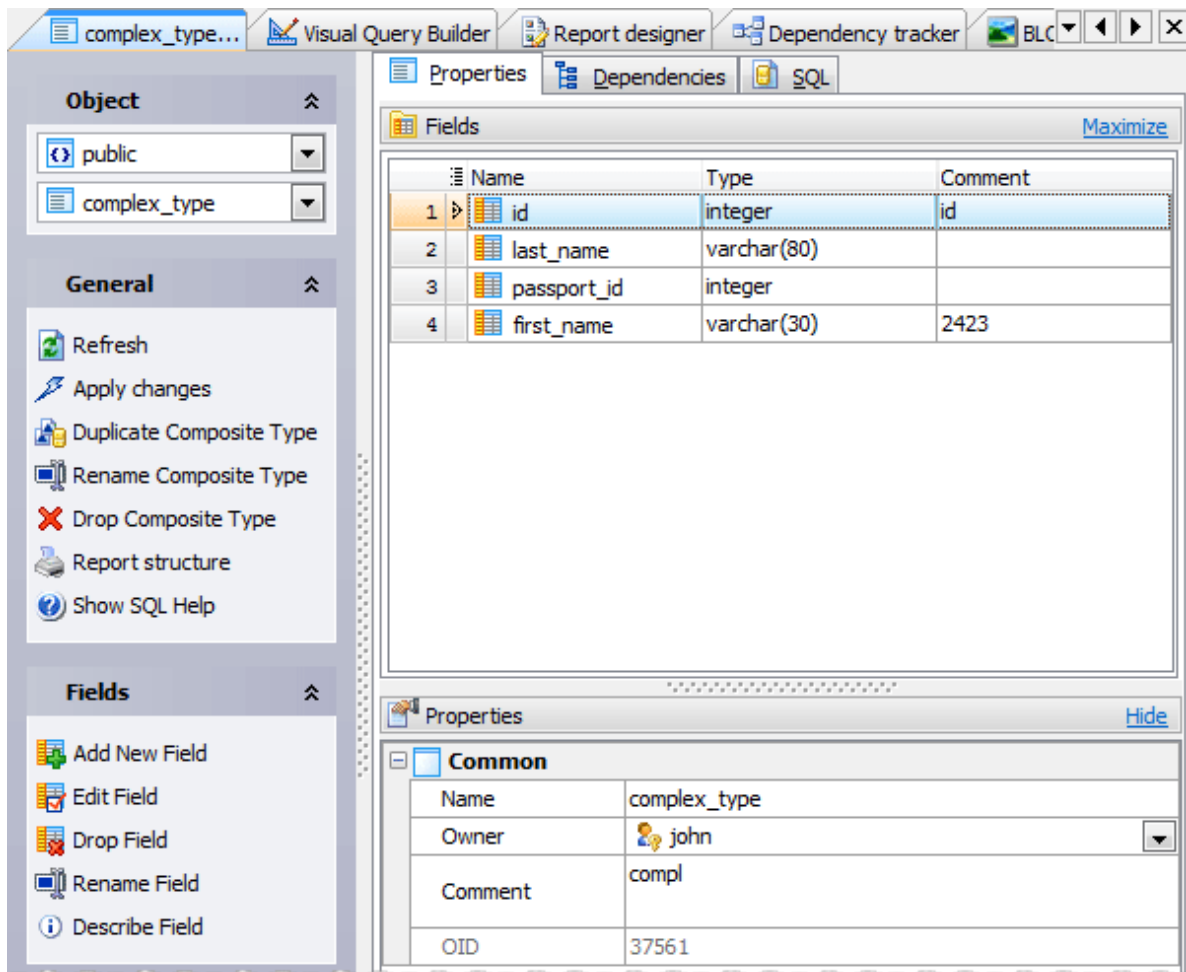 complex_type... Visual Query Builder Report designer Dependency tracker BLC
Object
public
complex_type
General
Refresh
Apply changes
Duplicate Composite Type
Rename Composite Type
Drop Composite Type
Report structure
Show SQL Help
Fields
Add New Field
Edit Field
Drop Field
Rename Field
Describe Field
Properties Dependencies SQL
Fields Maximize
Name Type Comment
1 id integer id
2 last_name varchar(80)
3 passport_id integer
4 first_name varchar(30) 2423
Properties Hide
Common
Name complex_type
Owner john
Comment compl
OID 37561